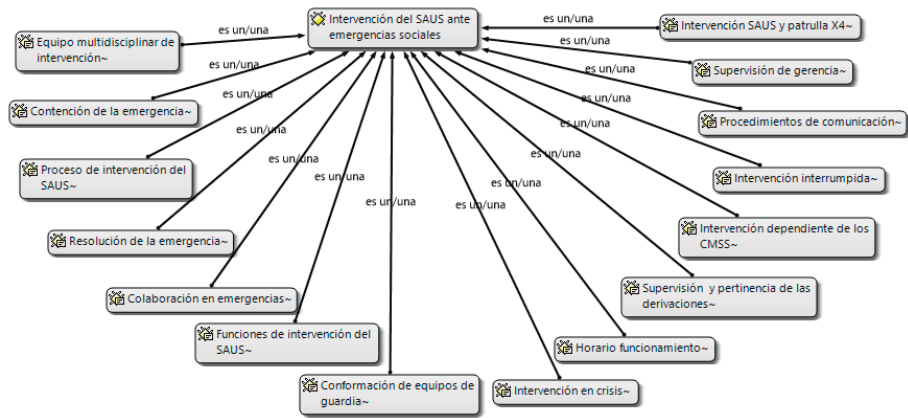 Intervención del SAUS ante
emergencias sociales
es un/una
Intervención SAUS y patrulla X4~
Equipo multidisciplinar de
intervención~
es un/una
es un/una
Supervisión de gerencia~
es un/una
Contención de la emergencia~
es un/una
es un/una
Procedimientos de comunicación~
es un/una
es un/una
Proceso de intervención del
SAUS~
es un/una
es un/una
Intervención interrumpida~
es un/una
es un/una
Resolución de la emergencia~
es un/una
es un/una
Intervención dependiente de los
CMSS~
Colaboración en emergencias~
Supervisión y pertinencia de las
derivaciones~
Funciones de intervención del
SAUS~
Horario funcionamiento~
Conformación de equipos de
guardia~
Intervención en crisis~